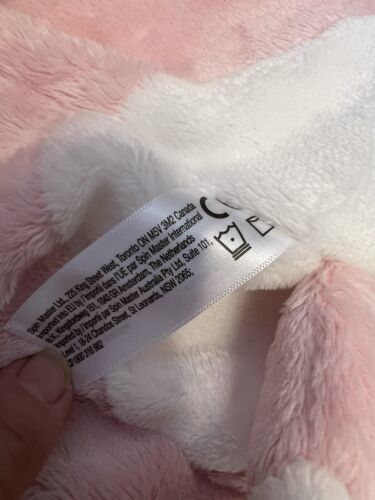 Spin Master Ltd., 225 King Street West, Toronto ON M5V 3M2 Canada
Imported into EU by / Importé dans l'UE par Spin Master International
B.V., Kingsfordweg 151, 1043 GR Amsterdam, The Netherlands
Imported by / Importé par Spin Master Australia Pty Ltd, Suite 101,
Level 1, 18-24 Chandos Street, St Leonards, NSW 2065;
1800 316 982